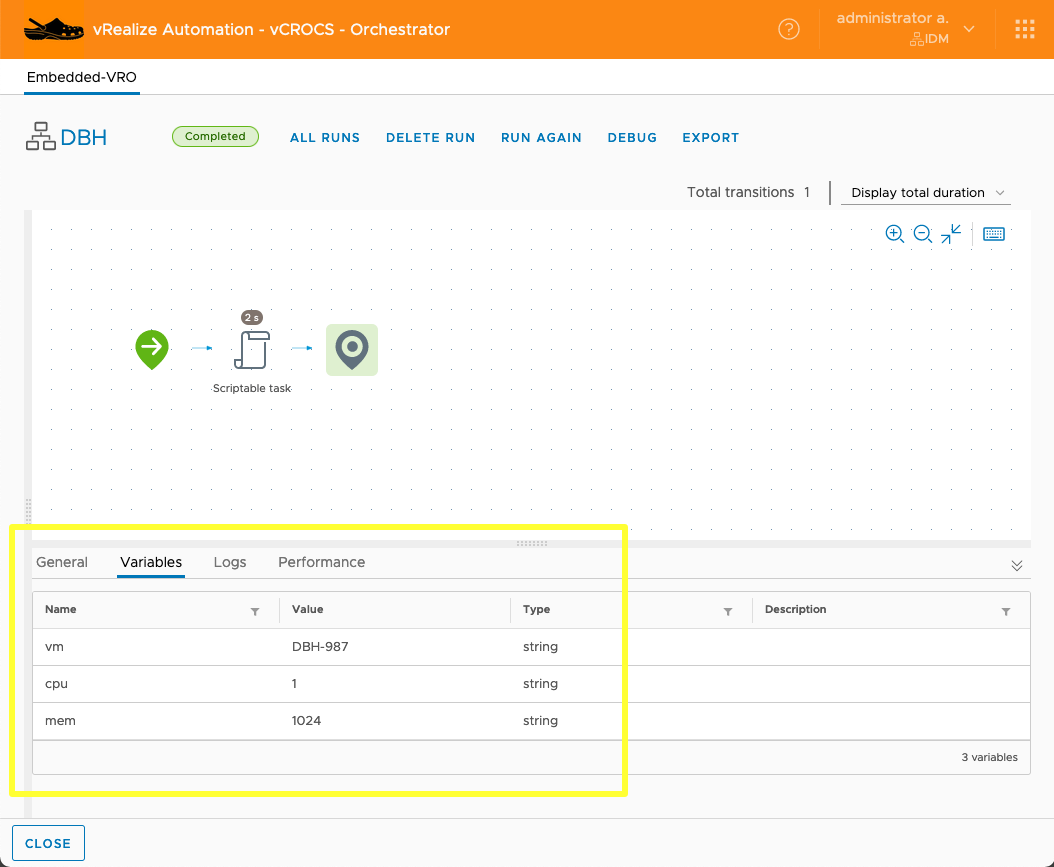 vRealize Automation - vCROCS - Orchestrator
?
administrator a.
IDM
Embedded-VRO
DBH
Completed
ALL RUNS
DELETE RUN
RUN AGAIN
DEBUG
EXPORT
Total transitions 1
Display total duration
2 s
Scriptable task
General Variables Logs Performance
Name Value Type Description
vm DBH-987 string
cpu 1 string
mem 1024 string
3 variables
CLOSE